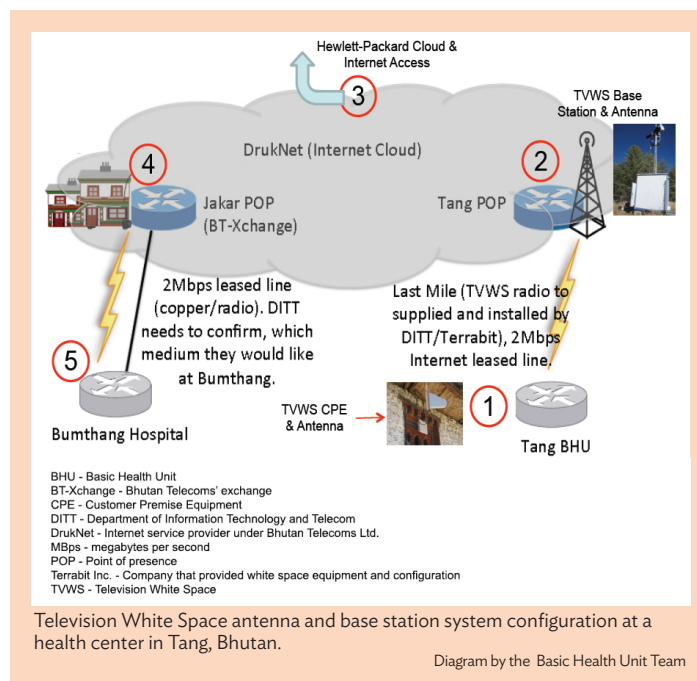 Hewlett-Packard Cloud &
Internet Access
3
TVWS Base
Station & Antenna
DrukNet (Internet Cloud)
4
2
Jakar POP
(BT-Xchange)
Tang POP
2Mbps leased line
(copper/radio). DITT
needs to confirm, which
medium they would like
at Bumthang.
Last Mile (TVWS radio to
supplied and installed by
DITT/Terrabit), 2Mbps
Internet leased line.
5
Bumthang Hospital
TVWS CPE
& Antenna
1
Tang BHU
BHU - Basic Health Unit
BT-Xchange - Bhutan Telecoms' exchange
CPE - Customer Premise Equipment
DITT - Department of Information Technology and Telecom
DrukNet - Internet service provider under Bhutan Telecoms Ltd.
MBps - megabytes per second
POP - Point of presence
Terrabit Inc. - Company that provided white space equipment and configuration
TVWS - Television White Space
Television White Space antenna and base station system configuration at a
health center in Tang, Bhutan.
Diagram by the Basic Health Unit Team